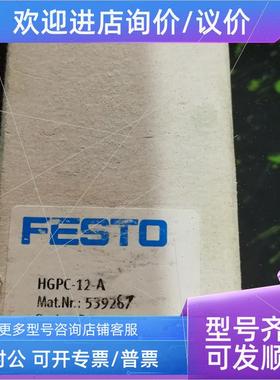 欢迎进店询价/议价
FESTO
HGPC-12-A
Mat.Nr.: 539267
更多型号咨询店铺客服
对公 可开专票/普票
型号齐
可发顺